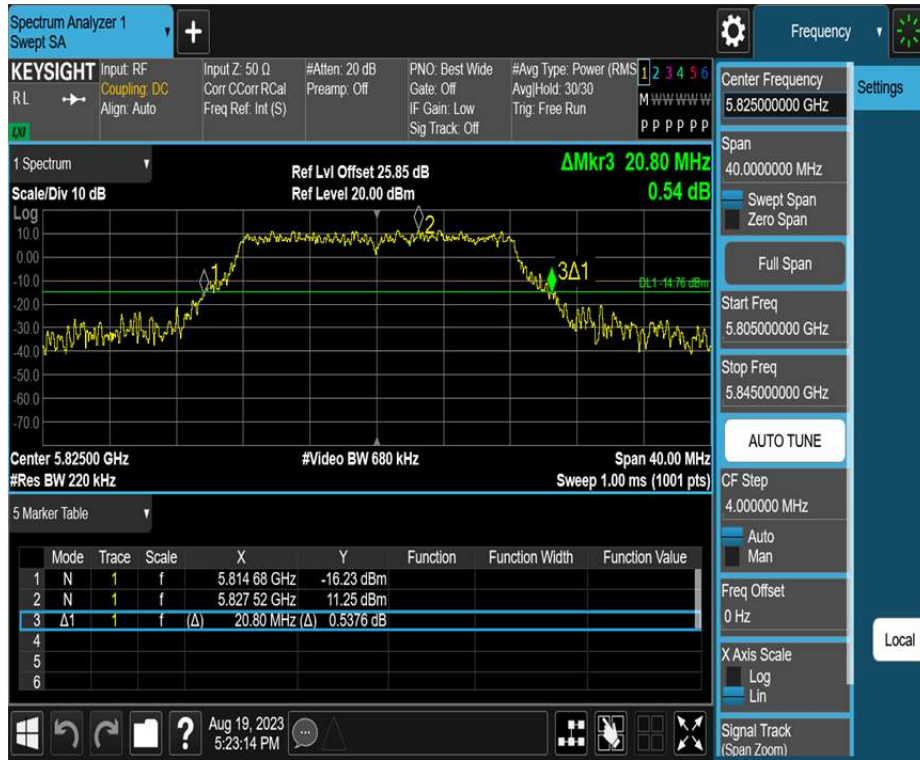 Spectrum Analyzer 1
Swept SA
+
Frequency
KEYSIGHT
RL
LXI
Input: RF
Coupling: DC
Align: Auto
Input Z: 50 Ω
Corr CCorr RCal
Freq Ref: Int (S)
#Atten: 20 dB
Preamp: Off
PNO: Best Wide
Gate: Off
IF Gain: Low
Sig Track: Off
#Avg Type: Power (RMS
Avg|Hold: 30/30
Trig: Free Run
1 2 3 4 5 6
M W W W W W
P P P P P P
1 Spectrum
Scale/Div 10 dB
Ref Lvl Offset 25.85 dB
Ref Level 20.00 dBm
ΔMkr3 20.80 MHz
0.54 dB
Log
10.0
0.00
-10.0
-20.0
-30.0
-40.0
-50.0
-60.0
-70.0
1
2
3Δ1
DL1 -14.76 dBm
Center 5.82500 GHz
#Res BW 220 kHz
#Video BW 680 kHz
Span 40.00 MHz
Sweep 1.00 ms (1001 pts)
5 Marker Table
Mode Trace Scale X Y Function Function Width Function Value
1 N 1 f 5.814 68 GHz -16.23 dBm
2 N 1 f 5.827 52 GHz 11.25 dBm
3 Δ1 1 f (Δ) 20.80 MHz (Δ) 0.5376 dB
4
5
6
?
Aug 19, 2023
5:23:14 PM
Center Frequency
5.825000000 GHz
Span
40.0000000 MHz
Swept Span
Zero Span
Full Span
Start Freq
5.805000000 GHz
Stop Freq
5.845000000 GHz
AUTO TUNE
CF Step
4.000000 MHz
Auto
Man
Freq Offset
0 Hz
X Axis Scale
Log
Lin
Signal Track
(Span Zoom)
Settings
Local